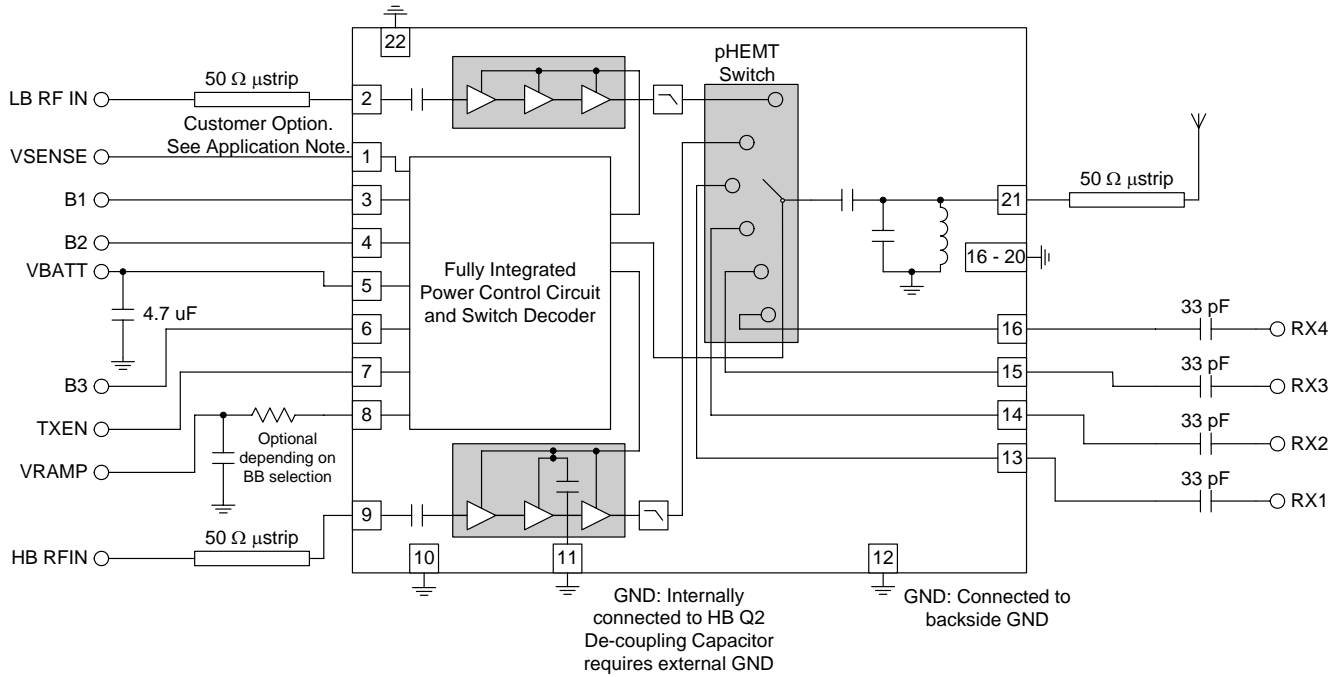 22
pHEMT
Switch
50 Ω µstrip
LB RF IN
2
Customer Option.
See Application Note.
VSENSE
1
B1
3
50 Ω µstrip
21
B2
4
16 - 20
VBATT
5
Fully Integrated
Power Control Circuit
and Switch Decoder
4.7 uF
6
33 pF
16
RX4
B3
7
33 pF
15
RX3
TXEN
8
33 pF
14
RX2
Optional
depending on
BB selection
VRAMP
13
33 pF
RX1
9
50 Ω µstrip
HB RFIN
10
11
12
GND: Internally
connected to HB Q2
De-coupling Capacitor
requires external GND
GND: Connected to
backside GND